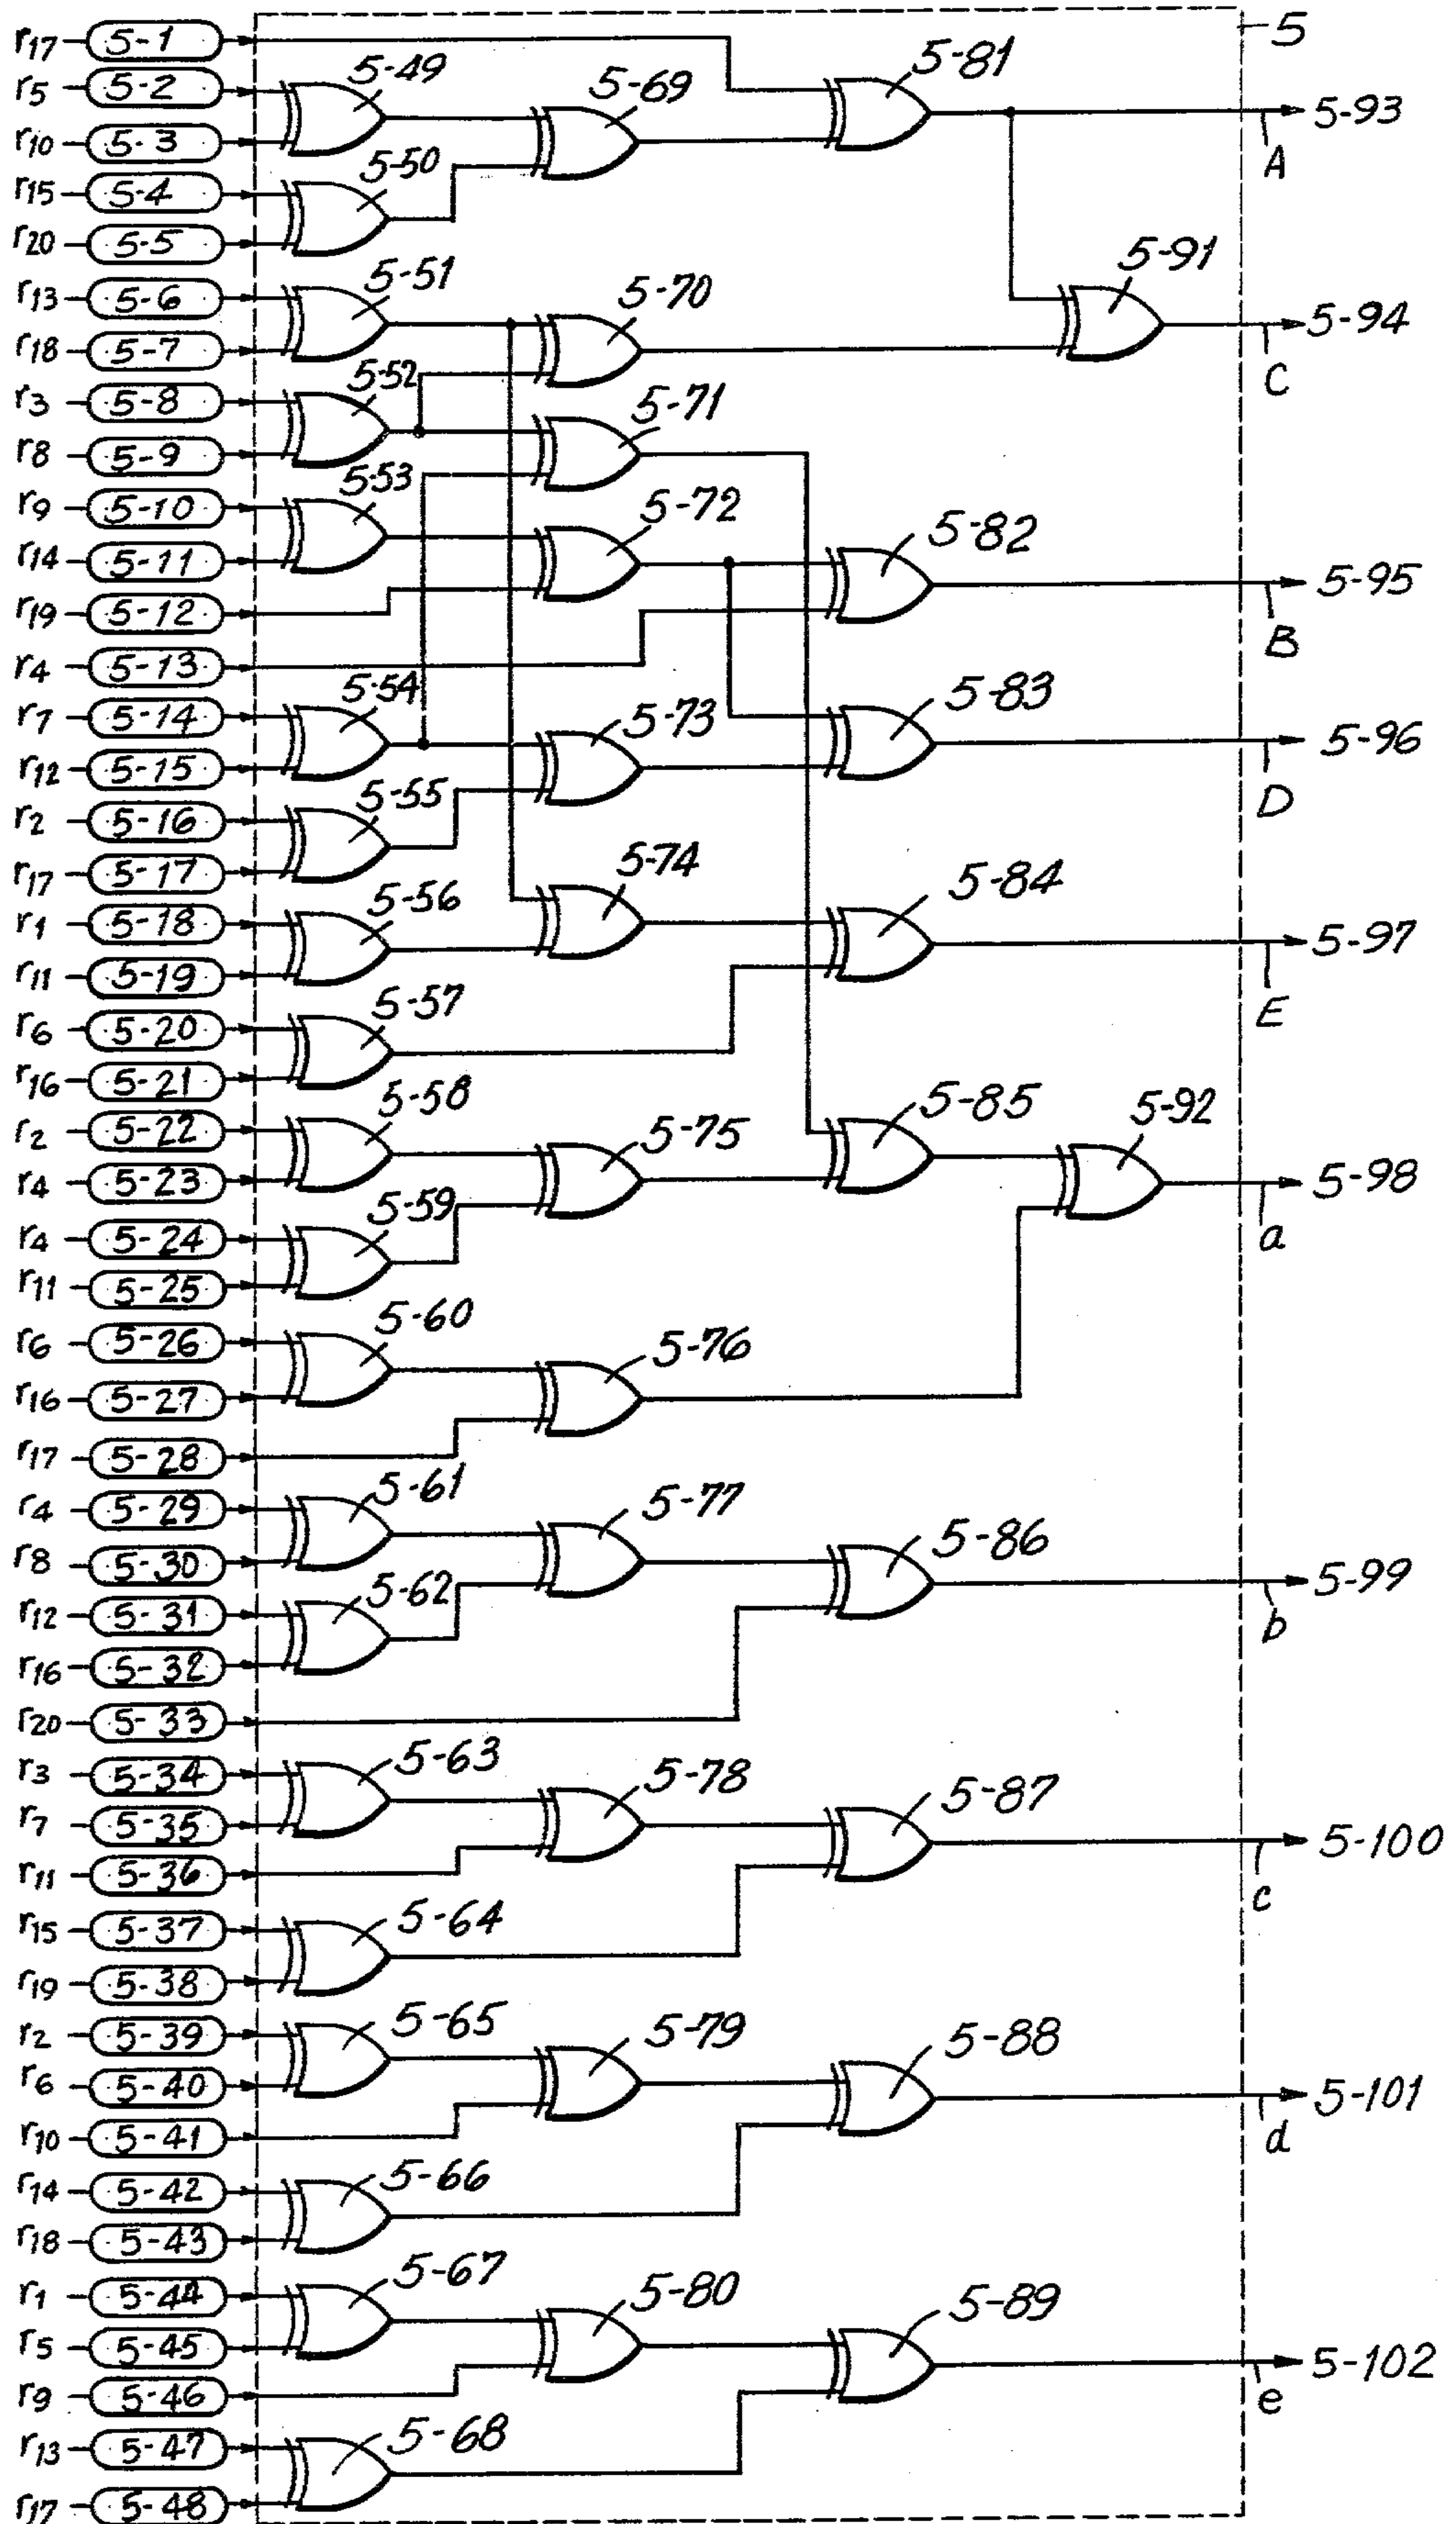 5
r17 5-1
5-81
5-49
r5 5-2
5-69
5-93
r10 5-3
A
5-50
r15 5-4
r20 5-5
5-91
5-51
r13 5-6
5-70
5-94
r18 5-7
C
5-52
r3 5-8
5-71
r8 5-9
5-53
r9 5-10
5-72
5-82
r14 5-11
5-95
r19 5-12
B
r4 5-13
5-54
5-83
r7 5-14
5-73
5-96
r12 5-15
5-55
D
r2 5-16
r17 5-17
5-74
5-84
5-56
r1 5-18
5-97
r11 5-19
5-57
E
r6 5-20
r16 5-21
5-58
5-85
5-92
r2 5-22
5-75
5-98
r4 5-23
5-59
a
r4 5-24
r11 5-25
5-60
r6 5-26
5-76
r16 5-27
r17 5-28
5-61
5-77
r4 5-29
5-86
r8 5-30
5-99
5-62
b
r12 5-31
r16 5-32
r20 5-33
5-63
r3 5-34
5-78
5-87
r7 5-35
5-100
r11 5-36
c
5-64
r15 5-37
r19 5-38
5-65
5-79
5-88
r2 5-39
r6 5-40
5-101
r10 5-41
d
5-66
r14 5-42
r18 5-43
5-67
5-80
5-89
r1 5-44
r5 5-45
5-102
r9 5-46
e
5-68
r13 5-47
r17 5-48